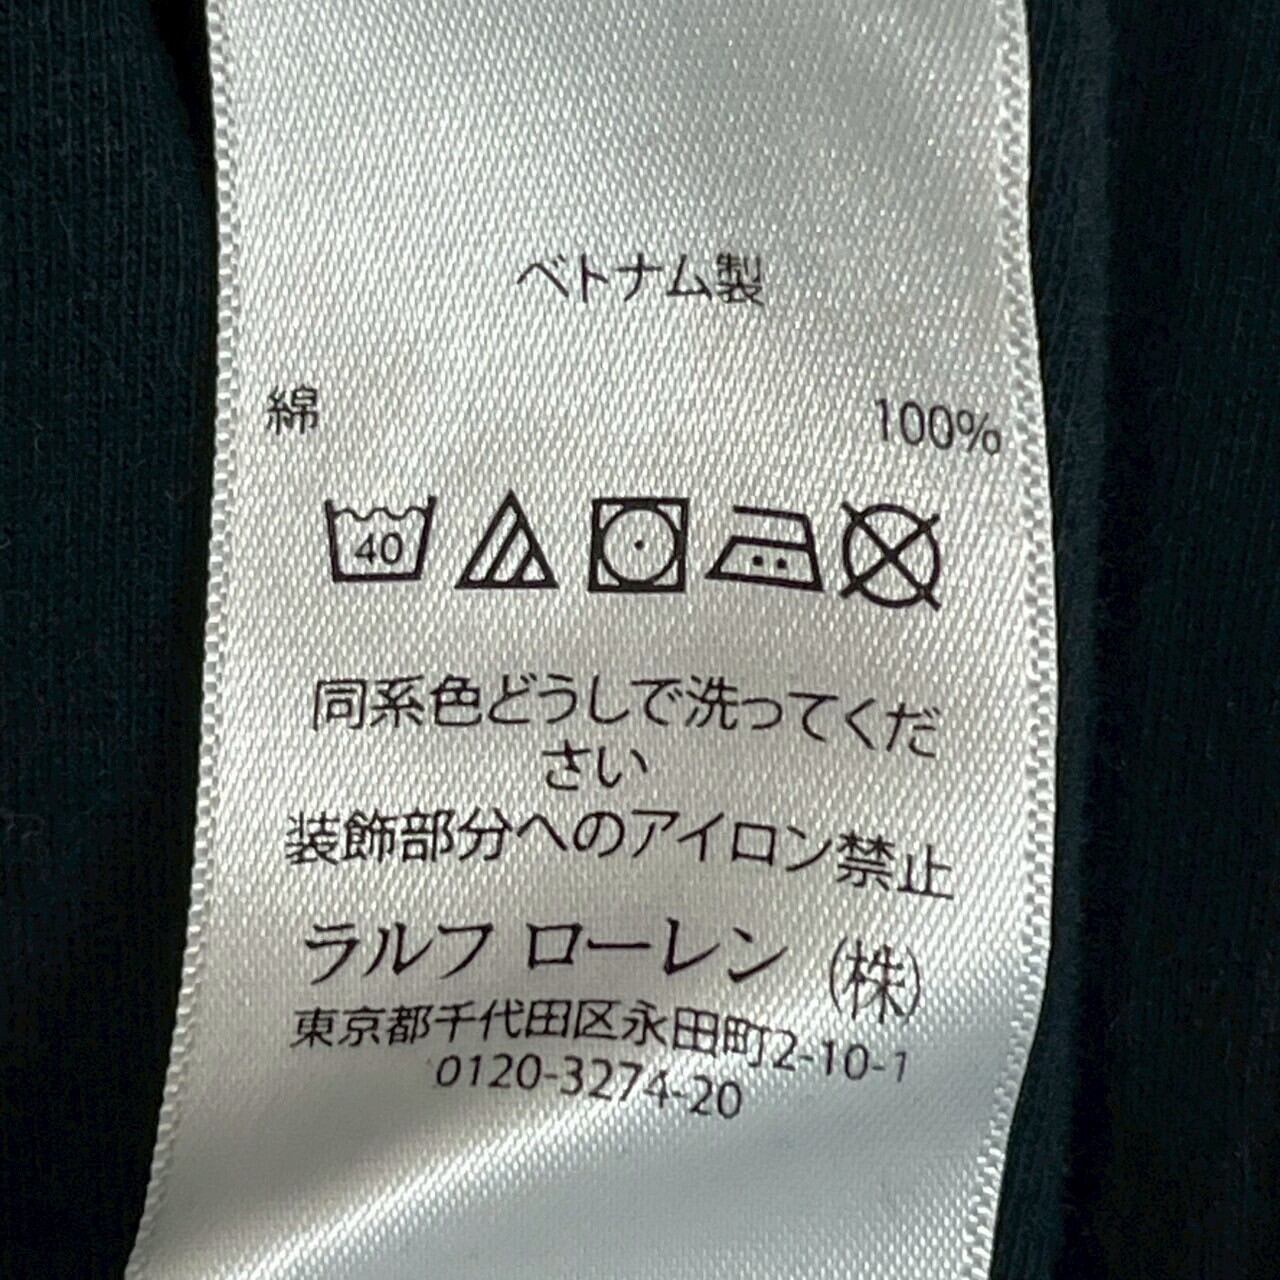 ベトナム製
綿 100%
40
同系色どうしで洗ってくだ
さい
装飾部分へのアイロン禁止
ラルフ ローレン (株)
東京都千代田区永田町2-10-1
0120-3274-20